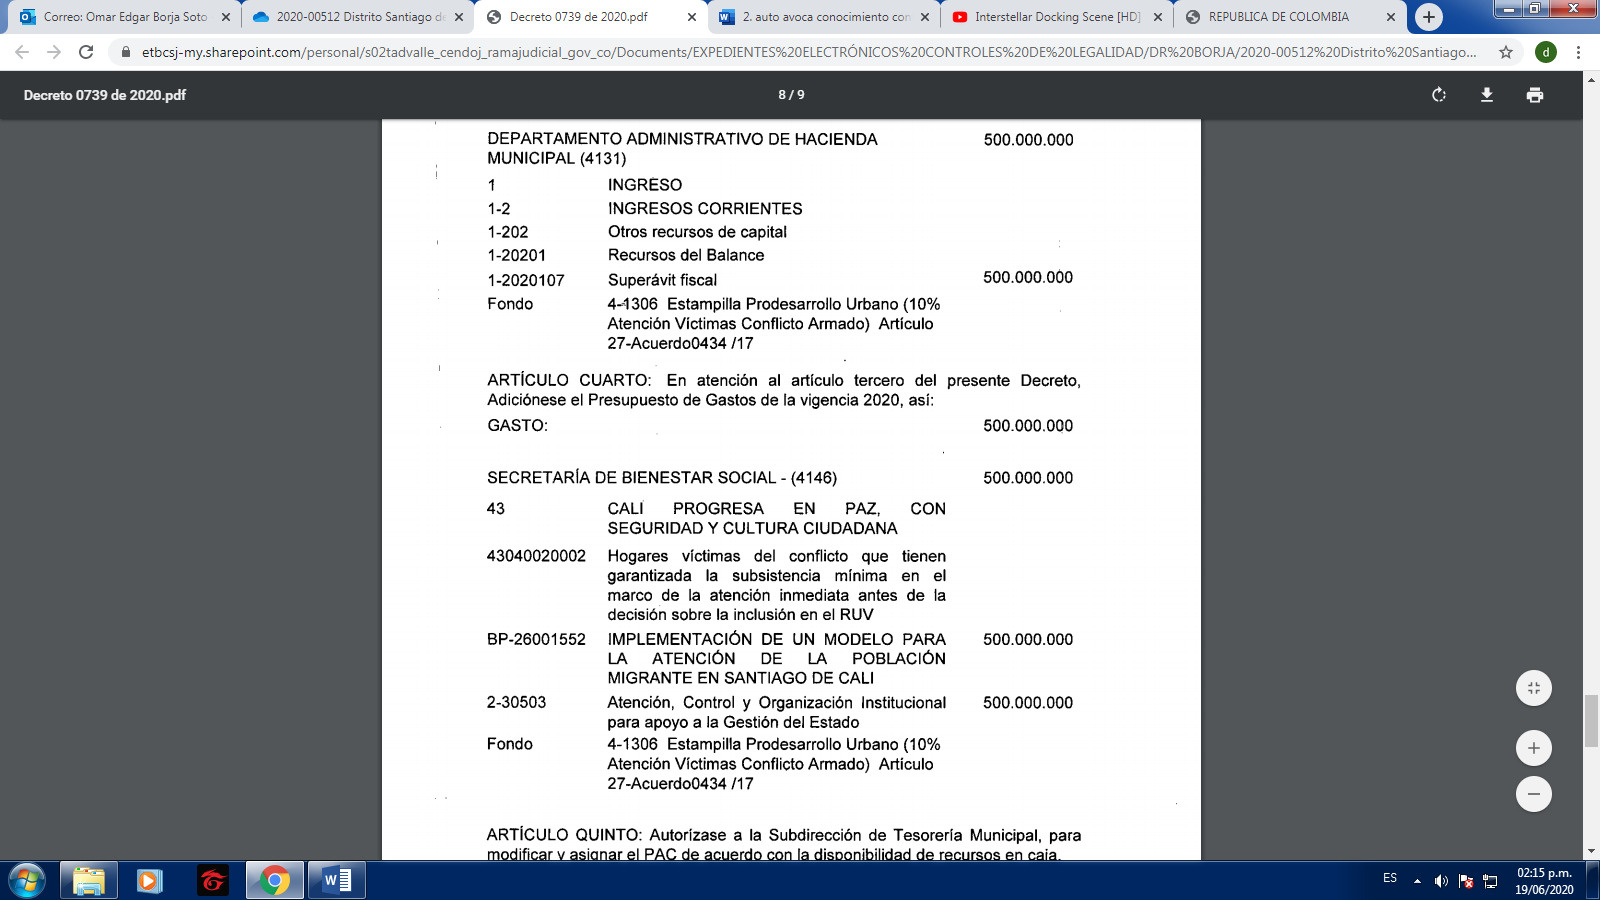 Correo: Omar Edgar Borja Soto
2020-00512 Distrito Santiago de
Decreto 0739 de 2020.pdf
2. auto avoca conocimiento con
Interstellar Docking Scene [HD]
REPUBLICA DE COLOMBIA
etbcsj-my.sharepoint.com/personal/s02tadvalle_cendoj_ramajudicial_gov_co/Documents/EXPEDIENTES%20ELECTRÓNICOS%20CONTROLES%20DE%20LEGALIDAD/DR%20BORJA/2020-00512%20Distrito%20Santiago...
d
Decreto 0739 de 2020.pdf
8 / 9
DEPARTAMENTO ADMINISTRATIVO DE HACIENDA 500.000.000
MUNICIPAL (4131)
1 INGRESO
1-2 INGRESOS CORRIENTES
1-202 Otros recursos de capital
1-20201 Recursos del Balance
1-2020107 Superávit fiscal 500.000.000
Fondo 4-1306 Estampilla Prodesarrollo Urbano (10%
Atención Víctimas Conflicto Armado) Artículo
27-Acuerdo0434 /17
ARTÍCULO CUARTO: En atención al artículo tercero del presente Decreto,
Adiciónese el Presupuesto de Gastos de la vigencia 2020, así:
GASTO: 500.000.000
SECRETARÍA DE BIENESTAR SOCIAL - (4146) 500.000.000
43 CALI PROGRESA EN PAZ, CON
SEGURIDAD Y CULTURA CIUDADANA
43040020002 Hogares víctimas del conflicto que tienen
garantizada la subsistencia mínima en el
marco de la atención inmediata antes de la
decisión sobre la inclusión en el RUV
BP-26001552 IMPLEMENTACIÓN DE UN MODELO PARA 500.000.000
LA ATENCIÓN DE LA POBLACIÓN
MIGRANTE EN SANTIAGO DE CALI
2-30503 Atención, Control y Organización Institucional 500.000.000
para apoyo a la Gestión del Estado
Fondo 4-1306 Estampilla Prodesarrollo Urbano (10%
Atención Víctimas Conflicto Armado) Artículo
27-Acuerdo0434 /17
ARTÍCULO QUINTO: Autorízase a la Subdirección de Tesorería Municipal, para
modificar y asignar el PAC de acuerdo con la disponibilidad de recursos en caja.
ES
02:15 p.m.
19/06/2020